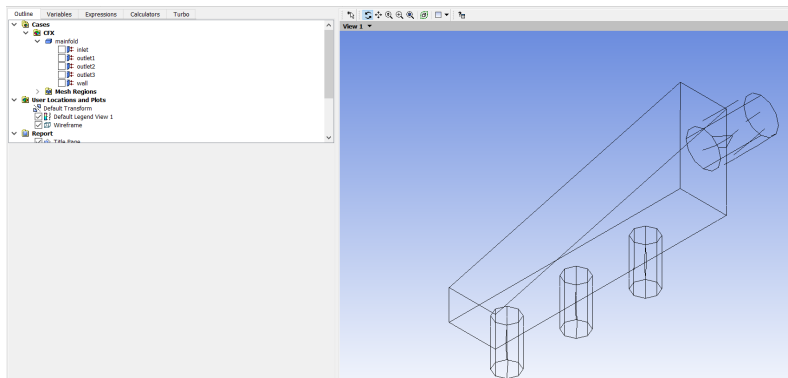 Outline Variables Expressions Calculators Turbo
Cases
CFX
mainfold
inlet
outlet1
outlet2
outlet3
wall
Mesh Regions
User Locations and Plots
Default Transform
Default Legend View 1
Wireframe
Report
Title Page
View 1